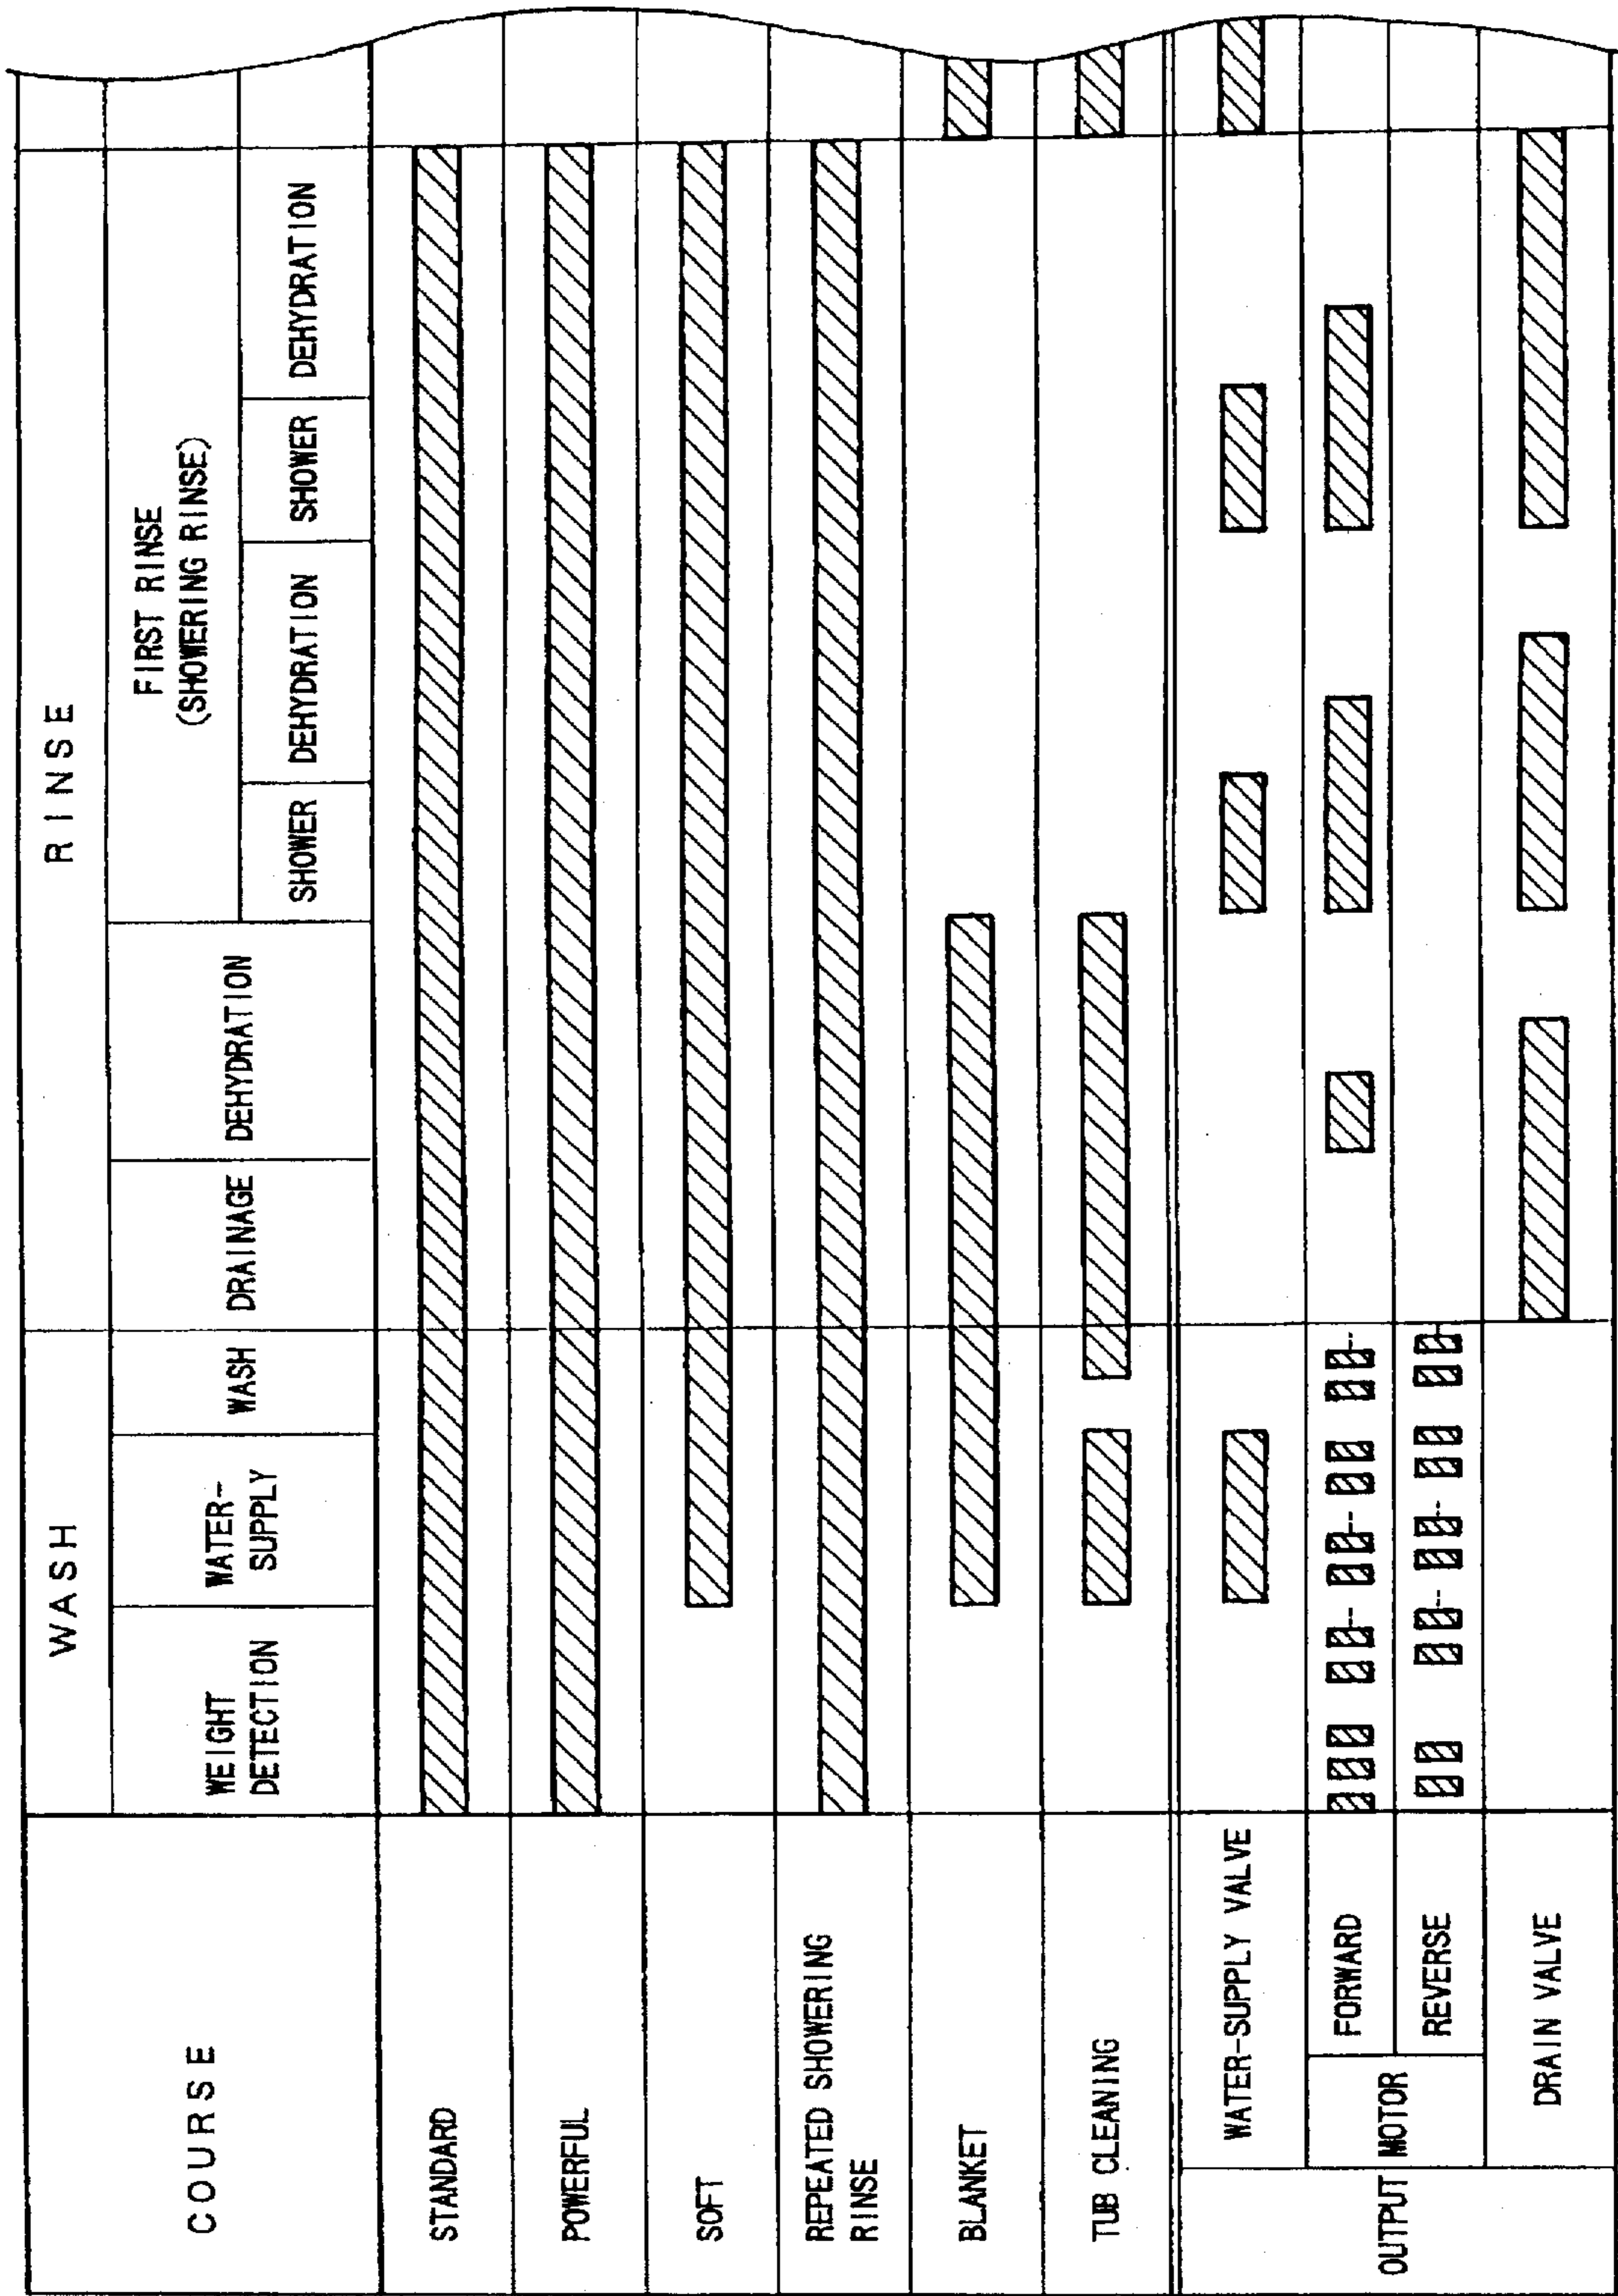 COURSE
WASH
RINSE
WEIGHT
DETECTION
WATER-
SUPPLY
WASH
DRAINAGE
DEHYDRATION
FIRST RINSE
(SHOWERING RINSE)
SHOWER
DEHYDRATION
SHOWER
DEHYDRATION
STANDARD
POWERFUL
SOFT
REPEATED SHOWERING
RINSE
BLANKET
TUB CLEANING
OUTPUT
WATER-SUPPLY VALVE
MOTOR
FORWARD
REVERSE
DRAIN VALVE